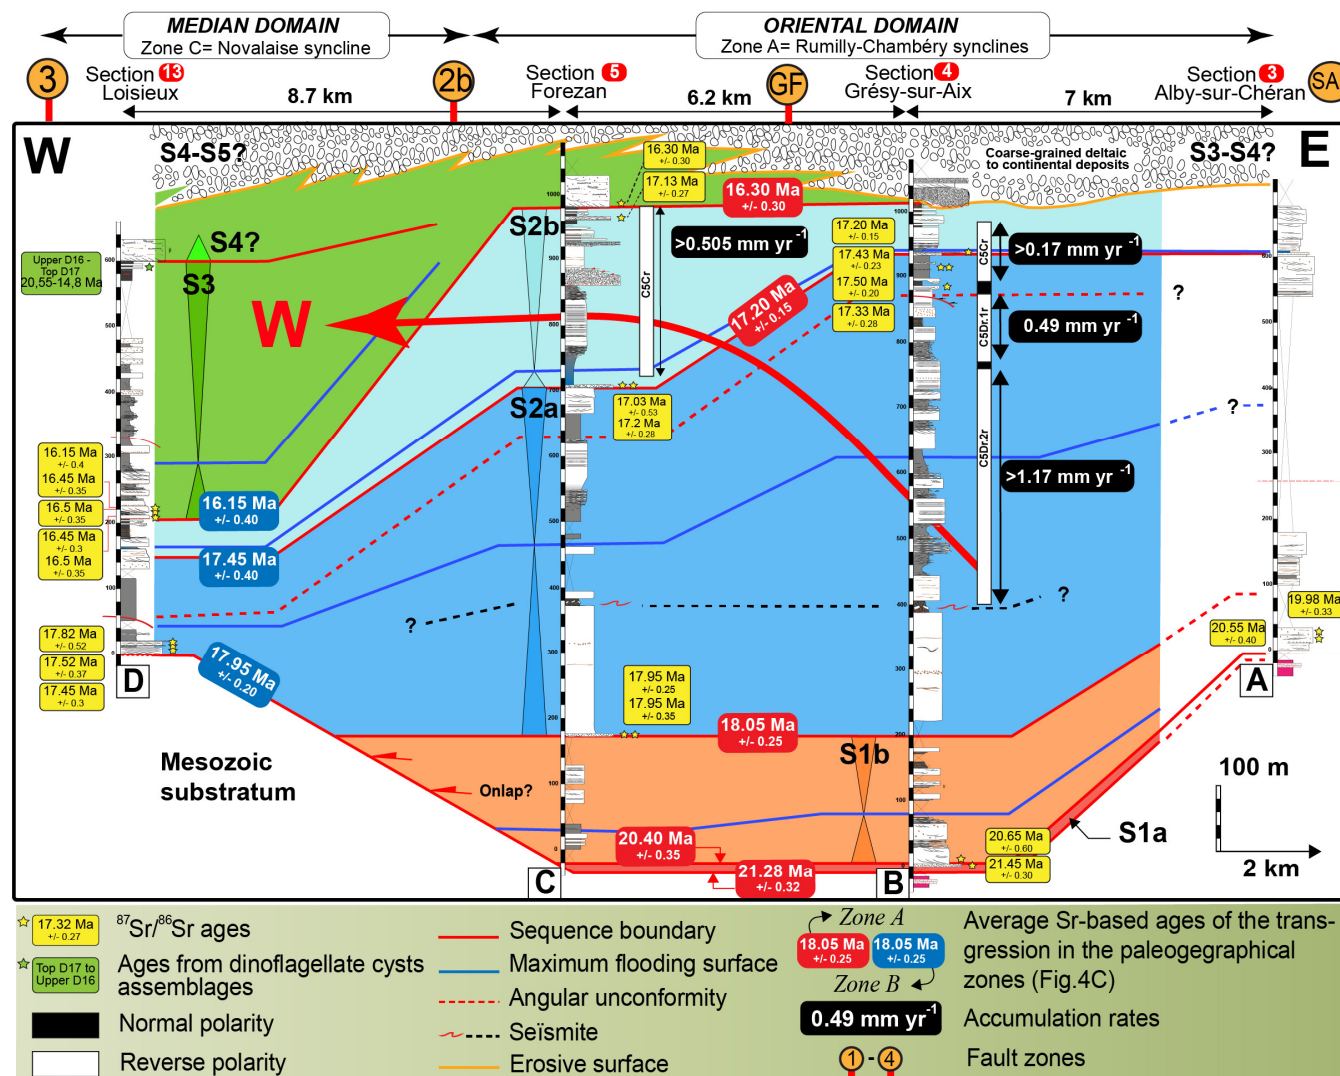 MEDIAN DOMAIN
Zone C= Novalaise syncline
ORIENTAL DOMAIN
Zone A= Rumilly-Chambéry synclines
3
Section 13
Loisieux
8.7 km
2b
Section 5
Forezan
6.2 km
GF
Section 4
Grésy-sur-Aix
7 km
Section 3
Alby-sur-Chéran
SA
W
S4-S5?
16.30 Ma
+/- 0.30
17.13 Ma
+/- 0.27
Coarse-grained deltaic
to continental deposits
S3-S4?
E
16.30 Ma
+/- 0.30
S2b
S4?
S3
Upper D16 -
Top D17
20,55-14,8 Ma
>0.505 mm yr -1
C5Cr
17.20 Ma
+/- 0.15
17.43 Ma
+/- 0.23
17.50 Ma
+/- 0.20
17.33 Ma
+/- 0.28
C5Cr
>0.17 mm yr -1
C5Dr.1r
0.49 mm yr -1
?
W
17.20 Ma
+/- 0.15
S2a
17.03 Ma
+/- 0.53
17.2 Ma
+/- 0.28
C5Dr.2r
>1.17 mm yr -1
?
16.15 Ma
+/- 0.4
16.45 Ma
+/- 0.35
16.5 Ma
+/- 0.35
16.45 Ma
+/- 0.3
16.5 Ma
+/- 0.35
16.15 Ma
+/- 0.40
17.45 Ma
+/- 0.40
?
?
17.82 Ma
+/- 0.52
17.52 Ma
+/- 0.37
17.45 Ma
+/- 0.3
D
17.95 Ma
+/- 0.20
17.95 Ma
+/- 0.25
17.95 Ma
+/- 0.35
18.05 Ma
+/- 0.25
19.98 Ma
+/- 0.33
20.55 Ma
+/- 0.40
A
Mesozoic
substratum
Onlap?
S1b
100 m
2 km
20.40 Ma
+/- 0.35
21.28 Ma
+/- 0.32
C
B
20.65 Ma
+/- 0.60
21.45 Ma
+/- 0.30
S1a
17.32 Ma
+/- 0.27
87Sr/86Sr ages
Top D17 to
Upper D16
Ages from dinoflagellate cysts
assemblages
Normal polarity
Reverse polarity
Sequence boundary
Maximum flooding surface
Angular unconformity
Seïsmite
Erosive surface
Zone A
18.05 Ma
+/- 0.25
18.05 Ma
+/- 0.25
Zone B
0.49 mm yr -1
1 - 4
Average Sr-based ages of the trans-
gression in the paleogegraphical
zones (Fig.4C)
Accumulation rates
Fault zones